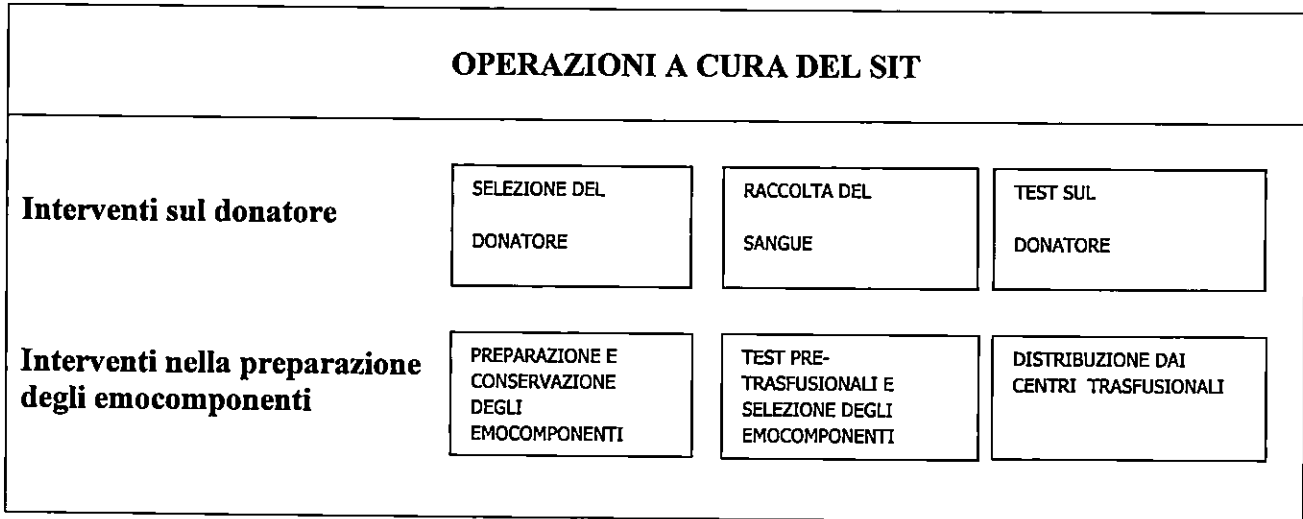 OPERAZIONI A CURA DEL SIT
Interventi sul donatore
SELEZIONE DEL
DONATORE
RACCOLTA DEL
SANGUE
TEST SUL
DONATORE
Interventi nella preparazione
degli emocomponenti
PREPARAZIONE E
CONSERVAZIONE
DEGLI
EMOCOMPONENTI
TEST PRE-
TRASFUSIONALI E
SELEZIONE DEGLI
EMOCOMPONENTI
DISTRIBUZIONE DAI
CENTRI TRASFUSIONALI